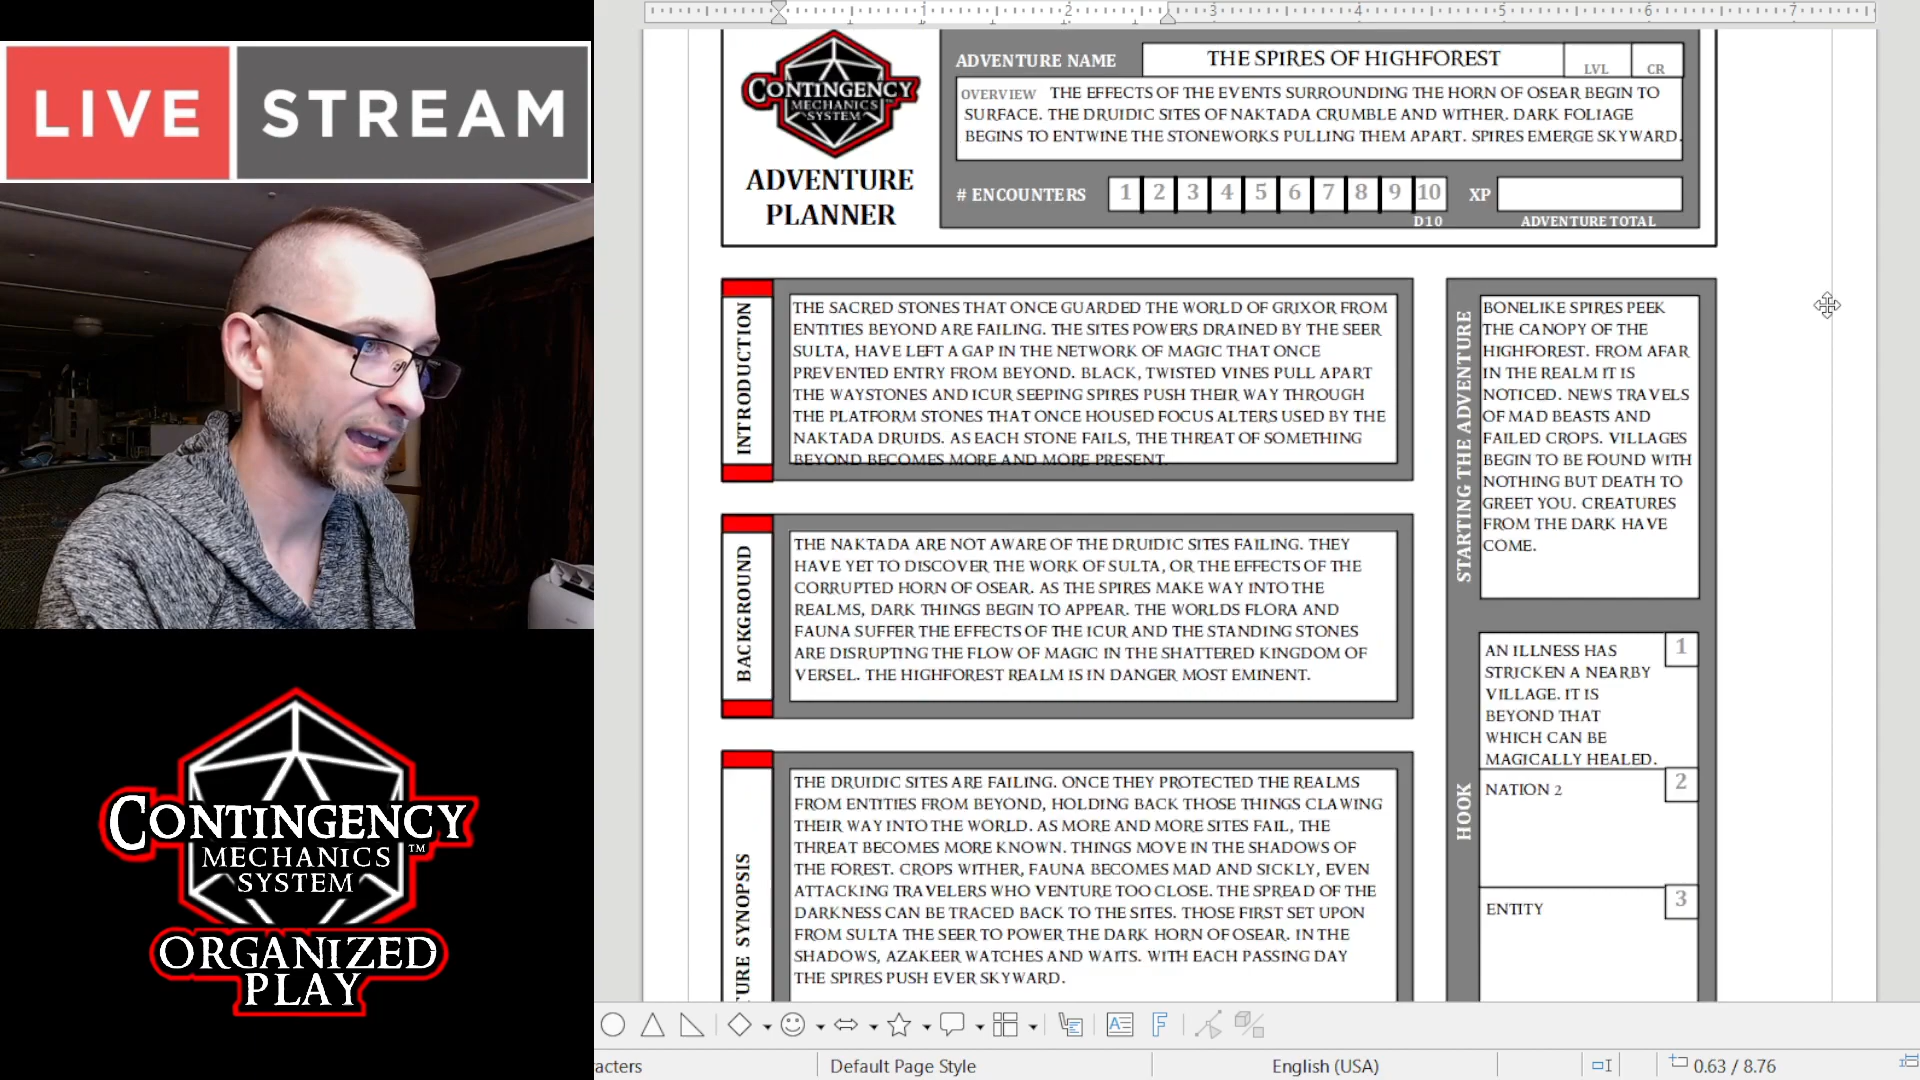 LIVE STREAM
CONTINGENCY
MECHANICS
SYSTEM
ADVENTURE
PLANNER
ADVENTURE NAME
THE SPIRES OF HIGHFOREST
LVL
CR
OVERVIEW THE EFFECTS OF THE EVENTS SURROUNDING THE HORN OF OSEAR BEGIN TO
SURFACE. THE DRUIDIC SITES OF NAKTADA CRUMBLE AND WITHER. DARK FOLIAGE
BEGINS TO ENTWINE THE STONEWORKS PULLING THEM APART. SPIRES EMERGE SKYWARD.
# ENCOUNTERS
1 2 3 4 5 6 7 8 9 10
D10
XP
ADVENTURE TOTAL
INTRODUCTION
THE SACRED STONES THAT ONCE GUARDED THE WORLD OF GRIXOR FROM
ENTITIES BEYOND ARE FAILING. THE SITES POWERS DRAINED BY THE SEER
SULTA, HAVE LEFT A GAP IN THE NETWORK OF MAGIC THAT ONCE
PREVENTED ENTRY FROM BEYOND. BLACK, TWISTED VINES PULL APART
THE WAYSTONES AND ICUR SEEPING SPIRES PUSH THEIR WAY THROUGH
THE PLATFORM STONES THAT ONCE HOUSED FOCUS ALTERS USED BY THE
NAKTADA DRUIDS. AS EACH STONE FAILS, THE THREAT OF SOMETHING
BEYOND BECOMES MORE AND MORE PRESENT.
BACKGROUND
THE NAKTADA ARE NOT AWARE OF THE DRUIDIC SITES FAILING. THEY
HAVE YET TO DISCOVER THE WORK OF SULTA, OR THE EFFECTS OF THE
CORRUPTED HORN OF OSEAR. AS THE SPIRES MAKE WAY INTO THE
REALMS, DARK THINGS BEGIN TO APPEAR. THE WORLDS FLORA AND
FAUNA SUFFER THE EFFECTS OF THE ICUR AND THE STANDING STONES
ARE DISRUPTING THE FLOW OF MAGIC IN THE SHATTERED KINGDOM OF
VERSEL. THE HIGHFOREST REALM IS IN DANGER MOST EMINENT.
TURE SYNOPSIS
THE DRUIDIC SITES ARE FAILING. ONCE THEY PROTECTED THE REALMS
FROM ENTITIES FROM BEYOND, HOLDING BACK THOSE THINGS CLAWING
THEIR WAY INTO THE WORLD. AS MORE AND MORE SITES FAIL, THE
THREAT BECOMES MORE KNOWN. THINGS MOVE IN THE SHADOWS OF
THE FOREST. CROPS WITHER, FAUNA BECOMES MAD AND SICKLY, EVEN
ATTACKING TRAVELERS WHO VENTURE TOO CLOSE. THE SPREAD OF THE
DARKNESS CAN BE TRACED BACK TO THE SITES. THOSE FIRST SET UPON
FROM SULTA THE SEER TO POWER THE DARK HORN OF OSEAR. IN THE
SHADOWS, AZAKEER WATCHES AND WAITS. WITH EACH PASSING DAY
THE SPIRES PUSH EVER SKYWARD.
STARTING THE ADVENTURE
BONELIKE SPIRES PEEK
THE CANOPY OF THE
HIGHFOREST. FROM AFAR
IN THE REALM IT IS
NOTICED. NEWS TRAVELS
OF MAD BEASTS AND
FAILED CROPS. VILLAGES
BEGIN TO BE FOUND WITH
NOTHING BUT DEATH TO
GREET YOU. CREATURES
FROM THE DARK HAVE
COME.
HOOK
1
AN ILLNESS HAS
STRICKEN A NEARBY
VILLAGE. IT IS
BEYOND THAT
WHICH CAN BE
MAGICALLY HEALED.
2
NATION 2
3
ENTITY
CONTINGENCY
MECHANICS™
SYSTEM
ORGANIZED
PLAY
1 2 3 4 5 6 7
acters
Default Page Style
English (USA)
0.63 / 8.76